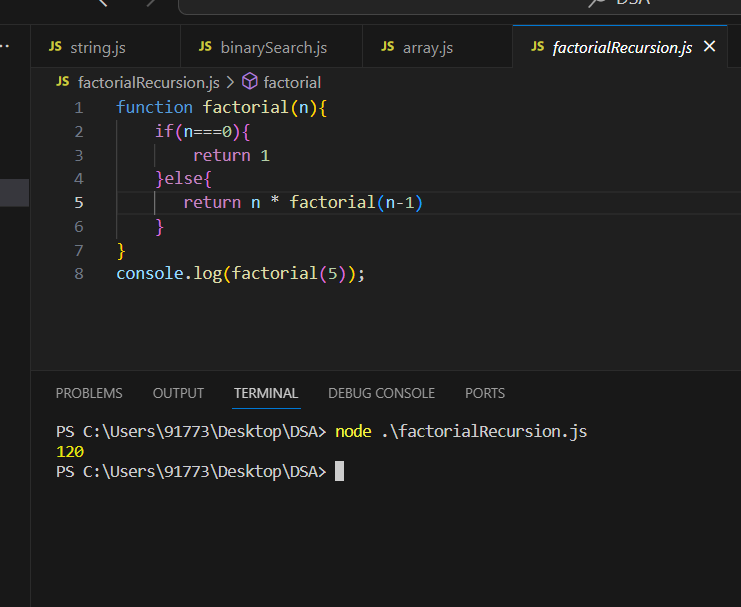 DSA
JS string.js JS binarySearch.js JS array.js JS factorialRecursion.js
JS factorialRecursion.js > factorial
1 function factorial(n){
2 if(n===0){
3 return 1
4 }else{
5 return n * factorial(n-1)
6 }
7 }
8 console.log(factorial(5));
PROBLEMS OUTPUT TERMINAL DEBUG CONSOLE PORTS
PS C:\Users\91773\Desktop\DSA> node .\factorialRecursion.js
120
PS C:\Users\91773\Desktop\DSA>